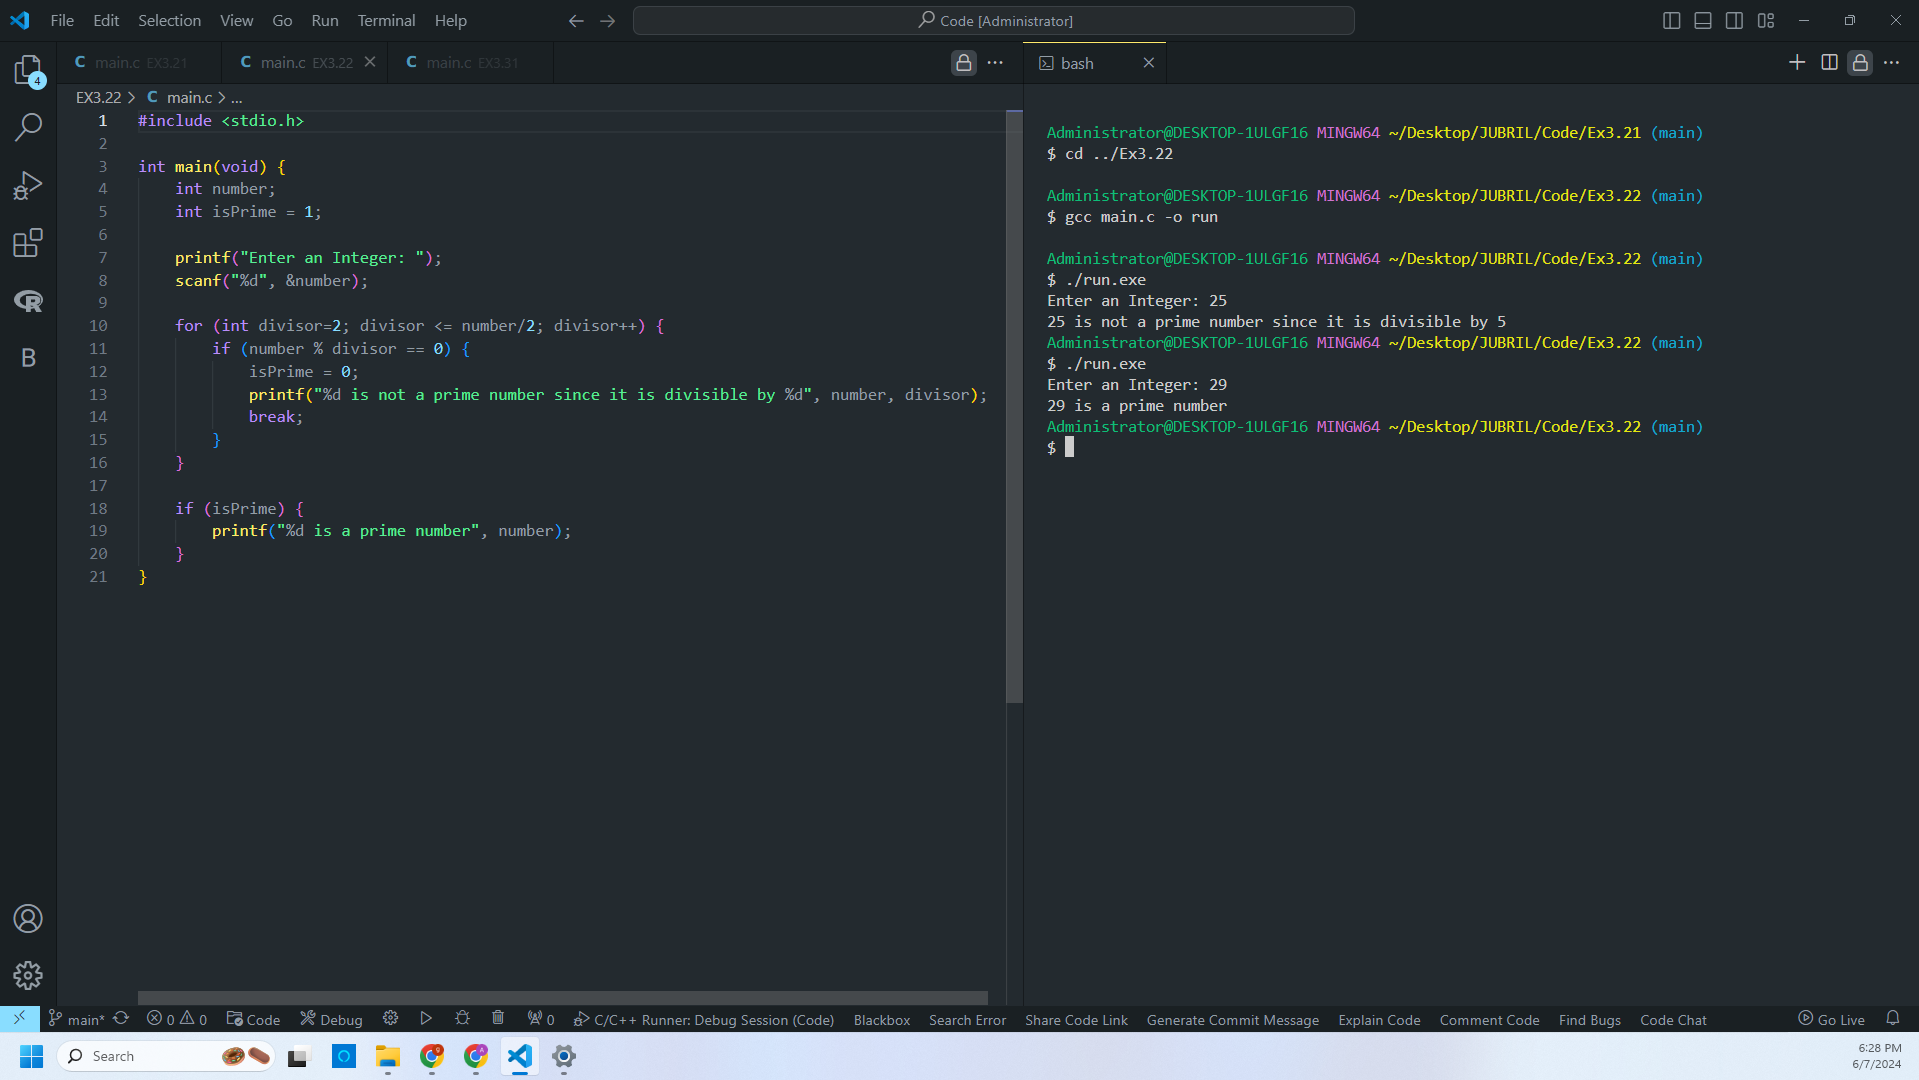 File Edit Selection View Go Run Terminal Help
Code [Administrator]
4
B
C main.c EX3.21
C main.c EX3.22
C main.c EX3.31
EX3.22 > C main.c > ...
1 #include <stdio.h>
2
3 int main(void) {
4 int number;
5 int isPrime = 1;
6
7 printf("Enter an Integer: ");
8 scanf("%d", &number);
9
10 for (int divisor=2; divisor <= number/2; divisor++) {
11 if (number % divisor == 0) {
12 isPrime = 0;
13 printf("%d is not a prime number since it is divisible by %d", number, divisor);
14 break;
15 }
16 }
17
18 if (isPrime) {
19 printf("%d is a prime number", number);
20 }
21 }
bash
Administrator@DESKTOP-1ULGF16 MINGW64 ~/Desktop/JUBRIL/Code/Ex3.21 (main)
$ cd ../Ex3.22
Administrator@DESKTOP-1ULGF16 MINGW64 ~/Desktop/JUBRIL/Code/Ex3.22 (main)
$ gcc main.c -o run
Administrator@DESKTOP-1ULGF16 MINGW64 ~/Desktop/JUBRIL/Code/Ex3.22 (main)
$ ./run.exe
Enter an Integer: 25
25 is not a prime number since it is divisible by 5
Administrator@DESKTOP-1ULGF16 MINGW64 ~/Desktop/JUBRIL/Code/Ex3.22 (main)
$ ./run.exe
Enter an Integer: 29
29 is a prime number
Administrator@DESKTOP-1ULGF16 MINGW64 ~/Desktop/JUBRIL/Code/Ex3.22 (main)
$
main* 0 0 Code Debug 0 C/C++ Runner: Debug Session (Code) Blackbox Search Error Share Code Link Generate Commit Message Explain Code Comment Code Find Bugs Code Chat Go Live
Search
6:28 PM
6/7/2024